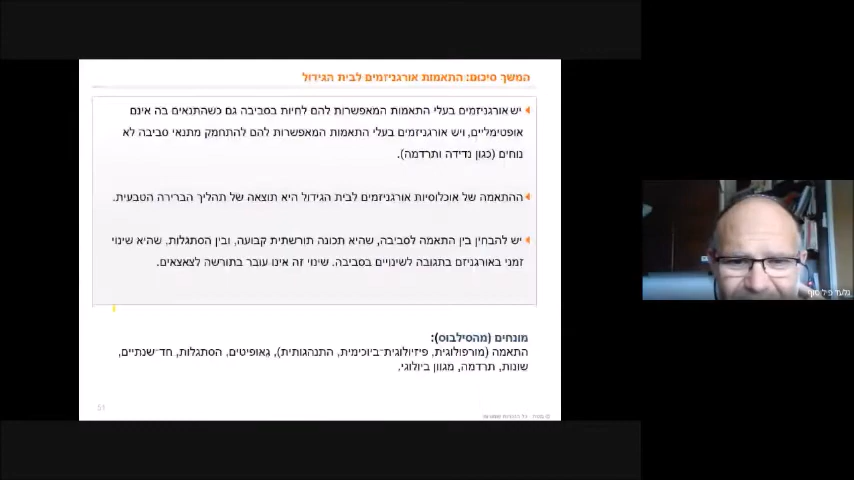 המשך סיכום: התאמות אורגניזמים לבית הגידול
יש אורגניזמים בעלי התאמות המאפשרות להם לחיות בסביבה גם כשהתנאים בה אינם
אופטימליים, ויש אורגניזמים בעלי התאמות המאפשרות להם להתחמק מתנאי סביבה לא
נוחים (כגון נדידה ותרדמה).
ההתאמה של אוכלוסיות אורגניזמים לבית הגידול היא תוצאה של תהליך הברירה הטבעית.
יש להבחין בין התאמה לסביבה, שהיא תכונה תורשתית קבועה, ובין הסתגלות, שהיא שינוי
זמני באורגניזם בתגובה לשינויים בסביבה. שינוי זה אינו עובר בתורשה לצאצאים.
מונחים (מהסילבוס):
התאמה (מורפולוגית, פיזיולוגית־ביוכימית, התנהגותית), גאופיטים, הסתגלות, חד־שנתיים,
שונות, תרדמה, מגוון ביולוגי.
51
גלעד פילוסוף